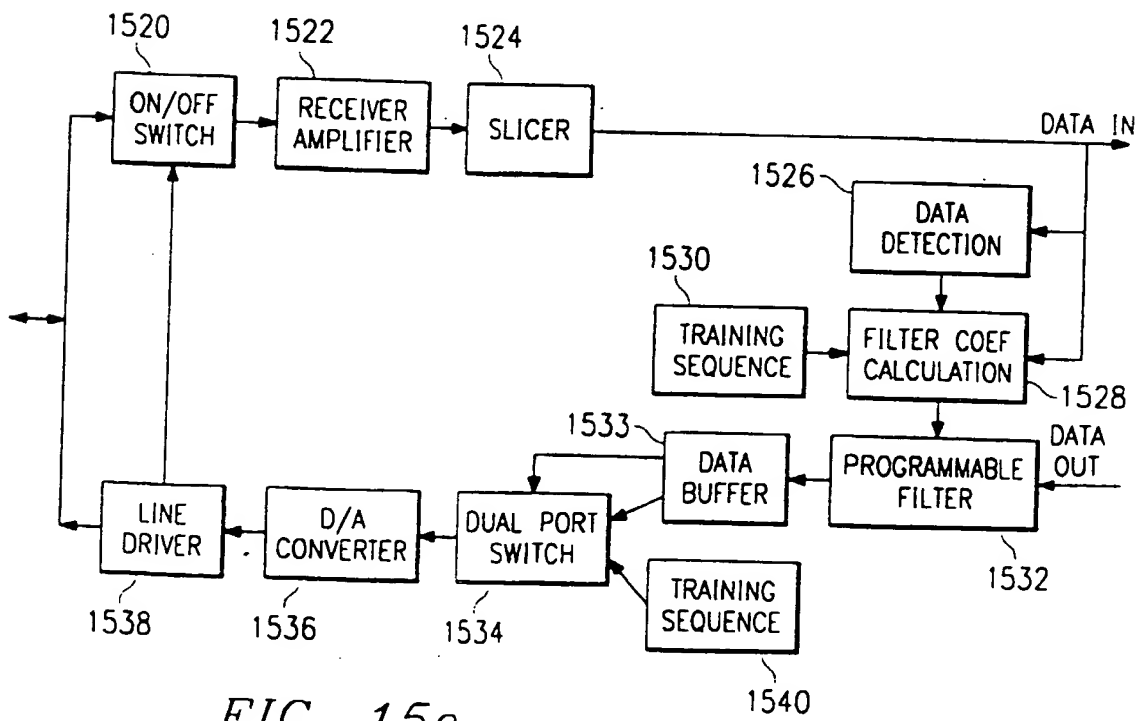 1520
1522
1524
ON/OFF
SWITCH
RECEIVER
AMPLIFIER
SLICER
DATA IN
1526
DATA
DETECTION
1530
TRAINING
SEQUENCE
FILTER COEF
CALCULATION
1528
1533
DATA
BUFFER
PROGRAMMABLE
FILTER
DATA
OUT
1532
LINE
DRIVER
D/A
CONVERTER
DUAL PORT
SWITCH
1538
1536
1534
TRAINING
SEQUENCE
1540
FIG. 15c